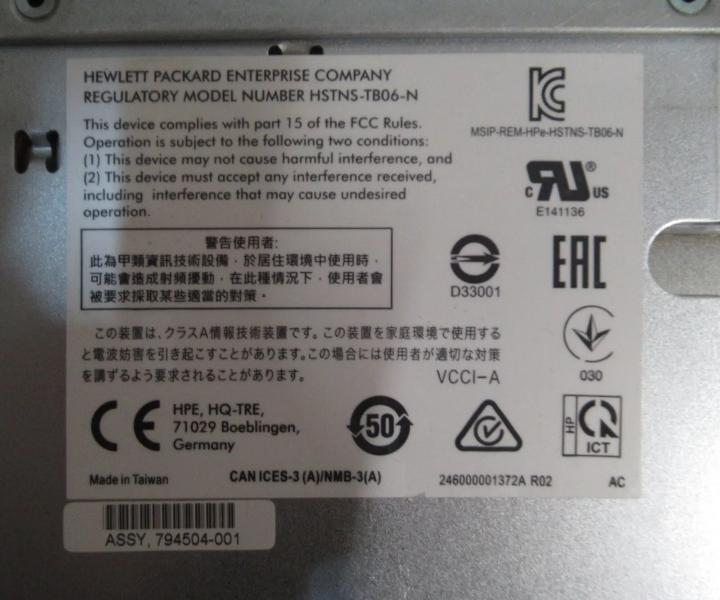 HEWLETT PACKARD ENTERPRISE COMPANY
REGULATORY MODEL NUMBER HSTNS-TB06-N
This device complies with part 15 of the FCC Rules.
Operation is subject to the following two conditions:
(1) This device may not cause harmful interference, and
(2) This device must accept any interference received,
including interference that may cause undesired
operation.
MSIP-REM-HPe-HSTNS-TB06-N
c RU ® US
E141136
警告使用者:
此為甲類資訊技術設備，於居住環境中使用時，
可能會造成射頻擾動，在此種情況下，使用者會
被要求採取某些適當的對策。
D33001
EAC
この装置は、クラスA情報技術装置です。この装置を家庭環境で使用する
と電波妨害を引き起こすことがあります。この場合には使用者が適切な対策
を講ずるよう要求されることがあります。
VCCI-A
030
CE
HPE, HQ-TRE,
71029 Boeblingen,
Germany
50
HP
ICT
Made in Taiwan
CAN ICES-3 (A)/NMB-3(A)
246000001372A R02
AC
ASSY, 794504-001